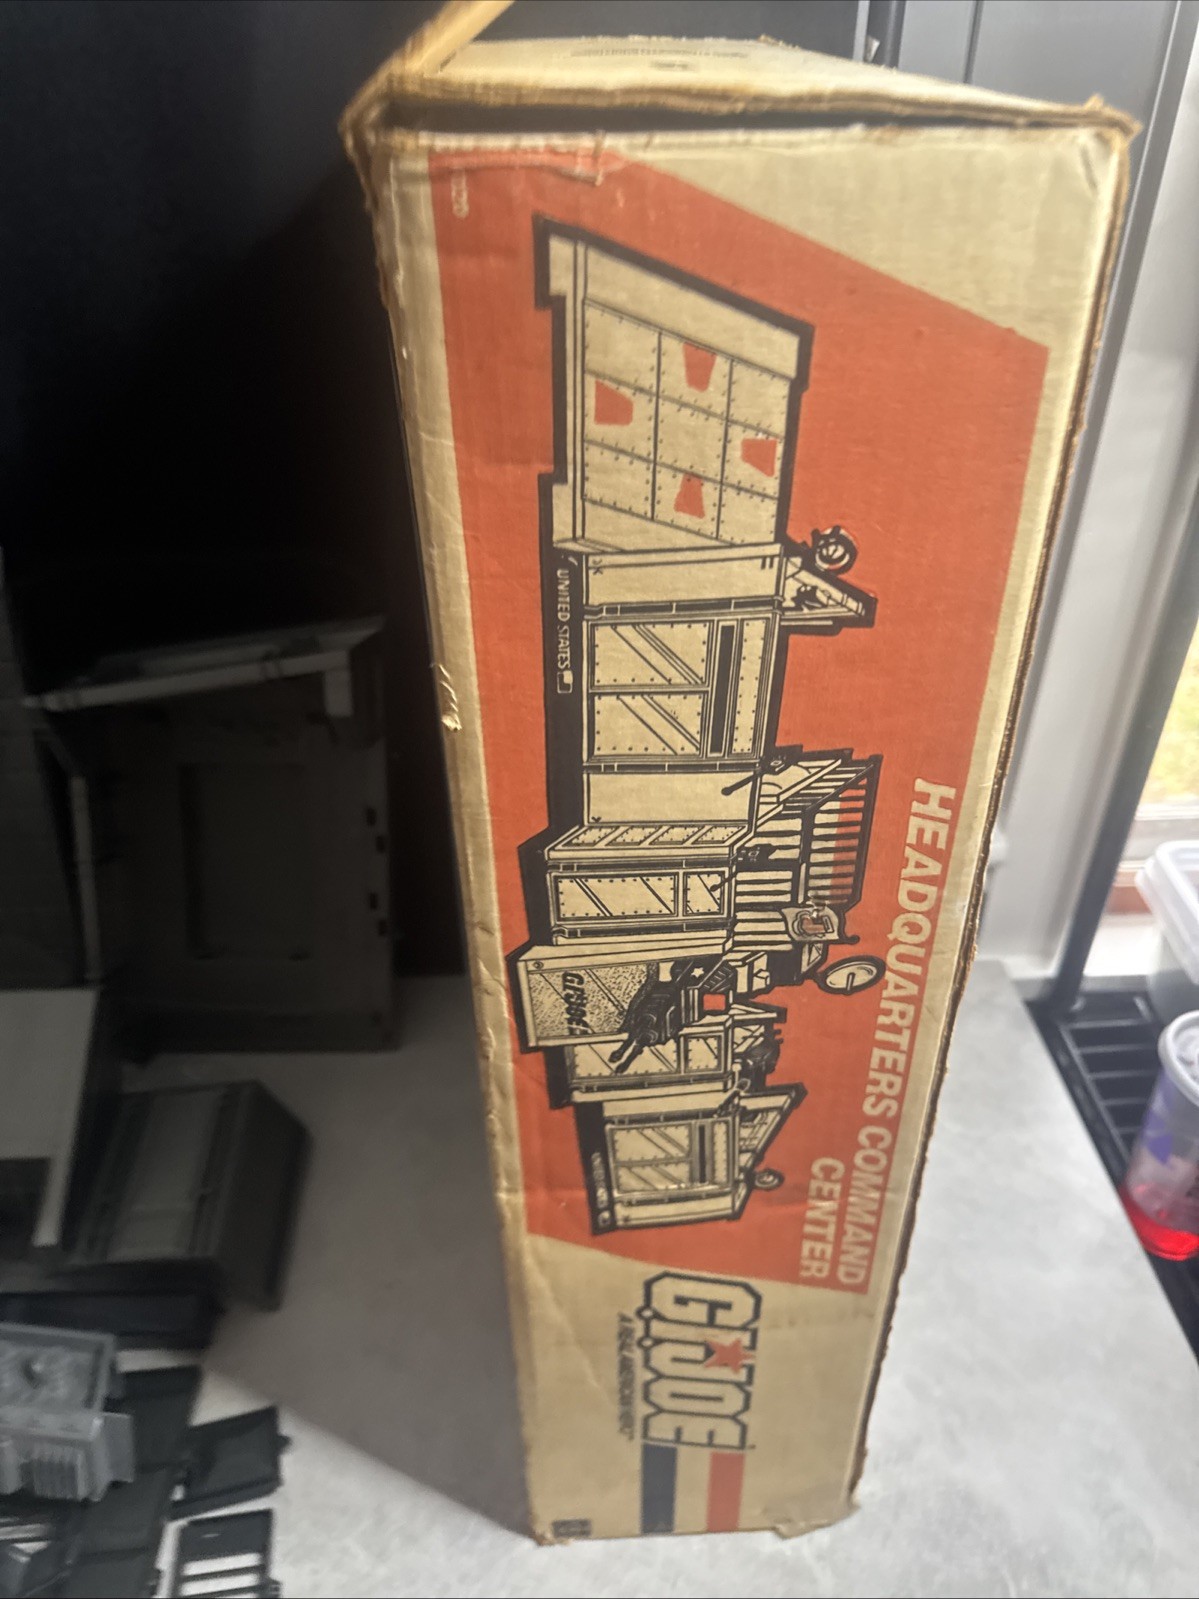 HEADQUARTERS COMMAND
CENTER
G.I.JOE
A REAL AMERICAN HERO
UNITED STATES
G.I.JOE